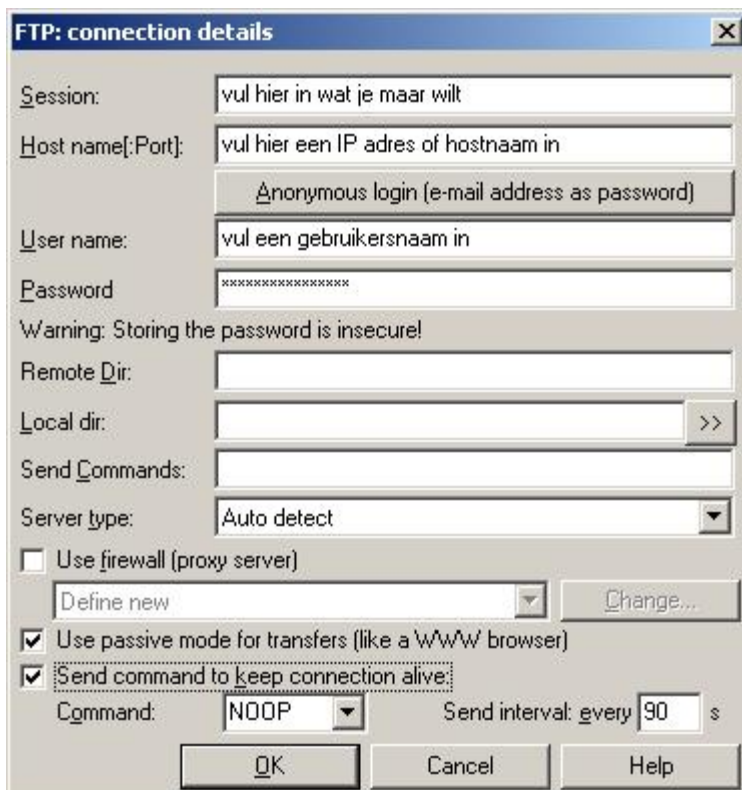 FTP: connection details
Session: vul hier in wat je maar wilt
Host name[:Port]: vul hier een IP adres of hostnaam in
Anonymous login (e-mail address as password)
User name: vul een gebruikersnaam in
Password ****************
Warning: Storing the password is insecure!
Remote Dir:
Local dir: >>
Send Commands:
Server type: Auto detect
Use firewall (proxy server)
Define new Change...
Use passive mode for transfers (like a WWW browser)
Send command to keep connection alive:
Command: NOOP Send interval: every 90 s
OK Cancel Help